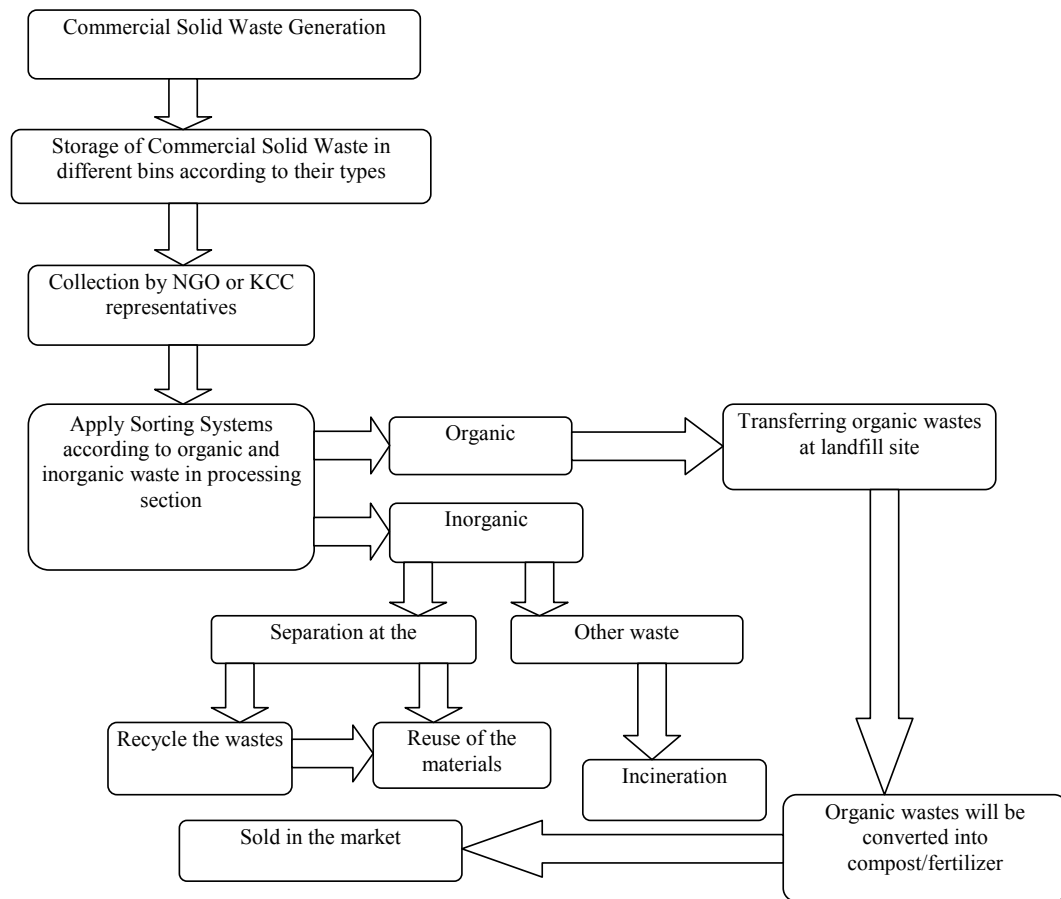 Commercial Solid Waste Generation
Storage of Commercial Solid Waste in
different bins according to their types
Collection by NGO or KCC
representatives
Apply Sorting Systems
according to organic and
inorganic waste in processing
section
Organic
Transferring organic wastes
at landfill site
Inorganic
Separation at the
Other waste
Recycle the wastes
Reuse of the
materials
Incineration
Organic wastes will be
converted into
compost/fertilizer
Sold in the market